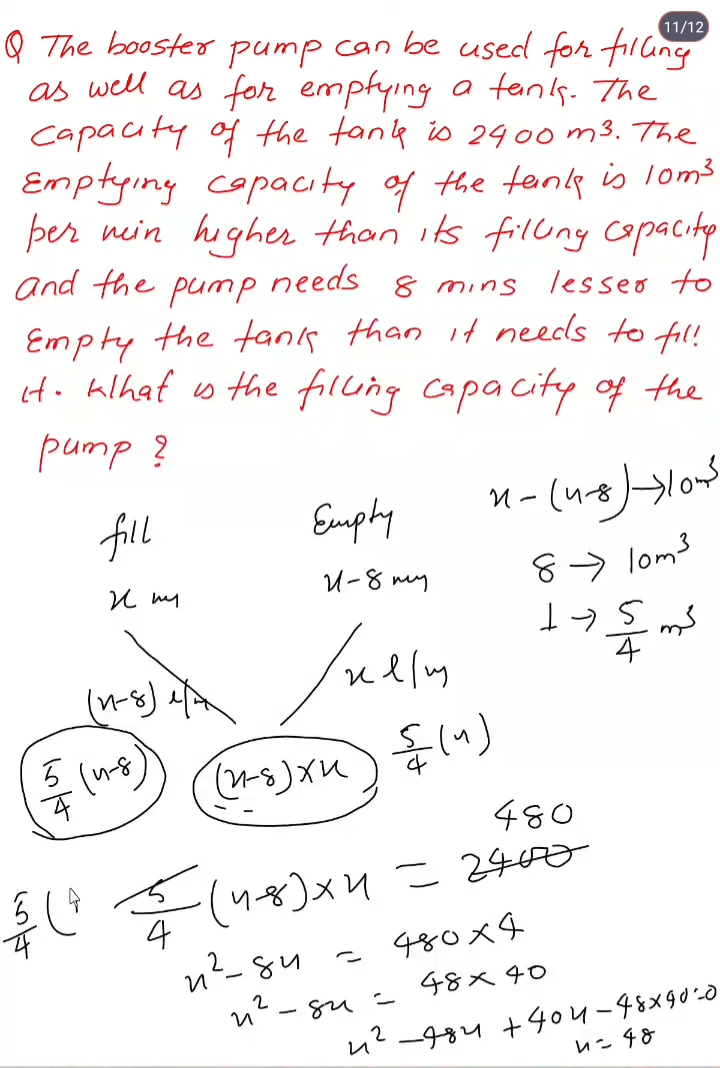 11/12
Q The booster pump can be used for filling
as well as for emptying a tank. The
capacity of the tank is 2400 m3. The
Emptying capacity of the tank is 10m3
per min higher than its filling capacity
and the pump needs 8 mins lesser to
Empty the tank than it needs to fill
it. What is the filling capacity of the
pump ?
fill
Empty
x - (x-8) → 10m3
x
x-8
8 → 10m3
1 → 5/4 m3
(x-8) l/m
x l/m
5/4 (x-8)
(x-8) × x
5/4 (x)
480
5/4 (
5/4 (x-8) × x = 2400
x2 - 8x = 480 × 4
x2 - 8x = 48 × 40
x2 - 48x + 40x - 48×40=0
x = 48